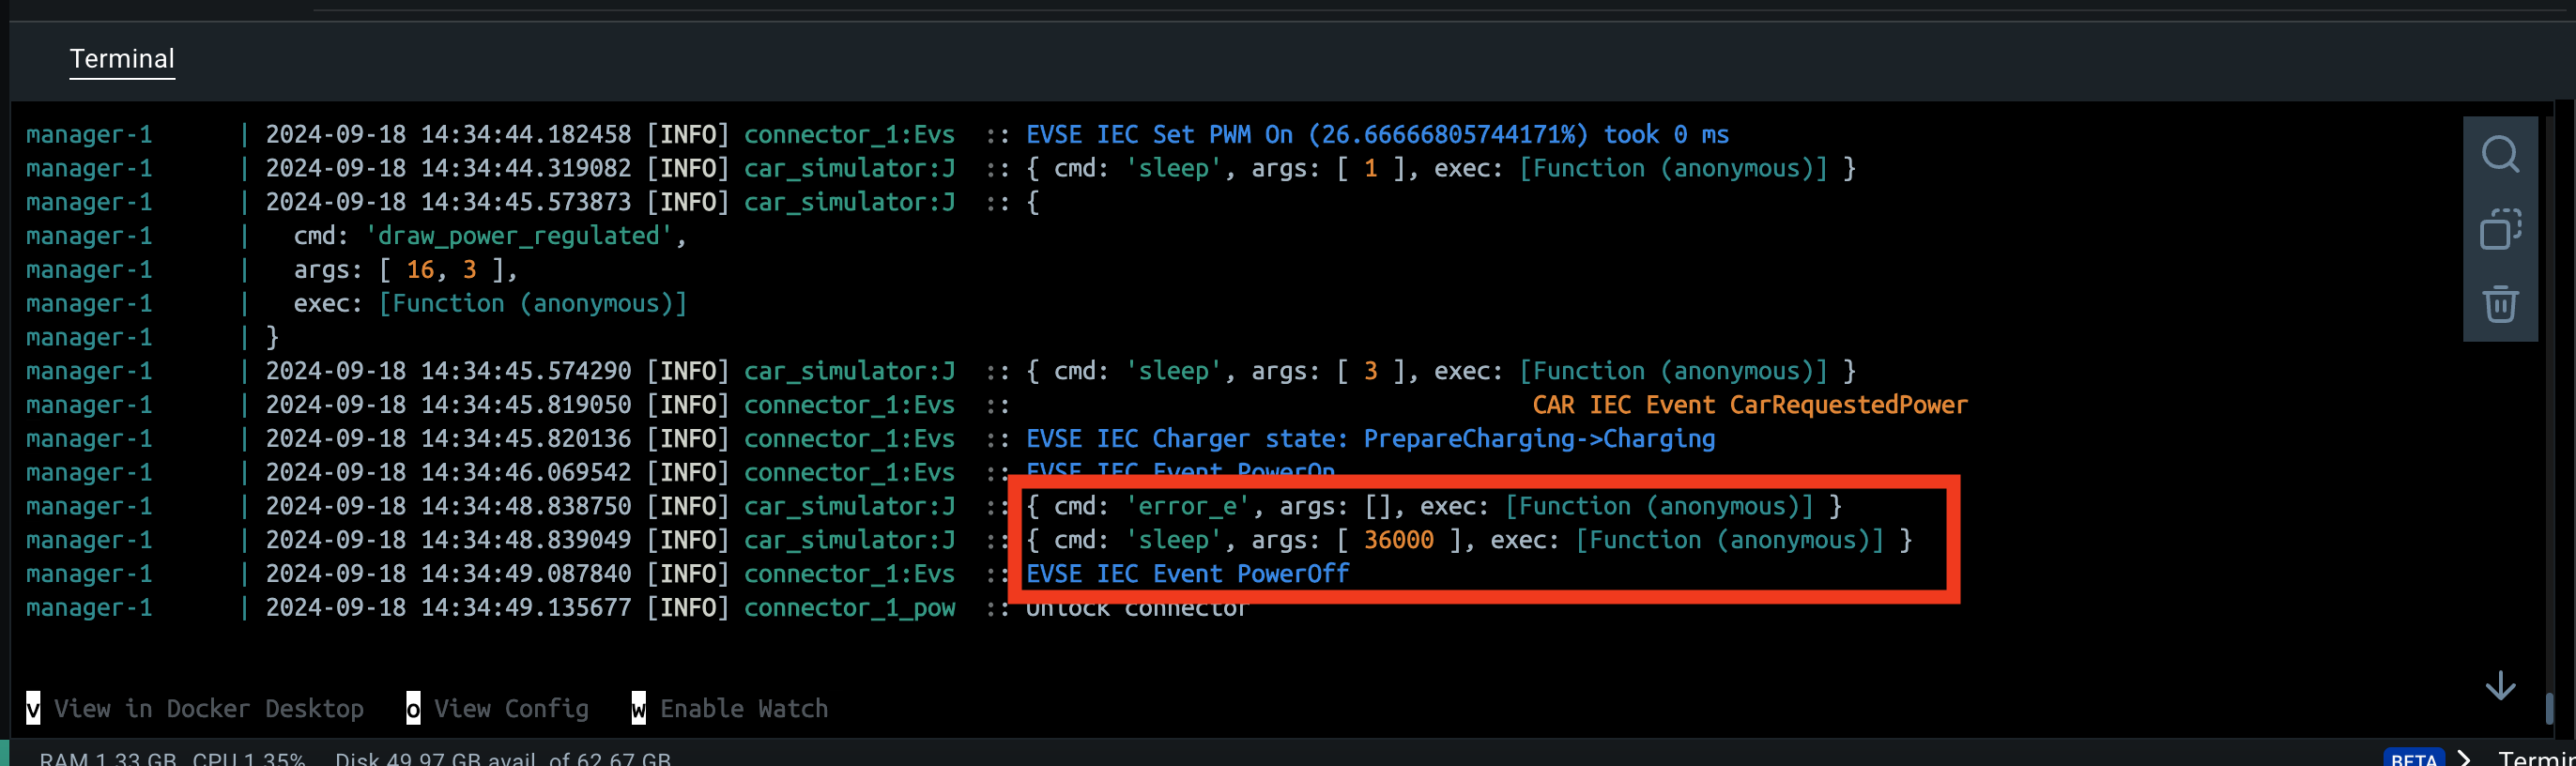 Terminal
manager-1 | 2024-09-18 14:34:44.182458 [INFO] connector_1:Evs :: EVSE IEC Set PWM On (26.66666805744171%) took 0 ms
manager-1 | 2024-09-18 14:34:44.319082 [INFO] car_simulator:J :: { cmd: 'sleep', args: [ 1 ], exec: [Function (anonymous)] }
manager-1 | 2024-09-18 14:34:45.573873 [INFO] car_simulator:J :: {
manager-1 | cmd: 'draw_power_regulated',
manager-1 | args: [ 16, 3 ],
manager-1 | exec: [Function (anonymous)]
manager-1 | }
manager-1 | 2024-09-18 14:34:45.574290 [INFO] car_simulator:J :: { cmd: 'sleep', args: [ 3 ], exec: [Function (anonymous)] }
manager-1 | 2024-09-18 14:34:45.819050 [INFO] connector_1:Evs :: CAR IEC Event CarRequestedPower
manager-1 | 2024-09-18 14:34:45.820136 [INFO] connector_1:Evs :: EVSE IEC Charger state: PrepareCharging->Charging
manager-1 | 2024-09-18 14:34:46.069542 [INFO] connector_1:Evs :: EVSE IEC Event PowerOn
manager-1 | 2024-09-18 14:34:48.838750 [INFO] car_simulator:J :: { cmd: 'error_e', args: [], exec: [Function (anonymous)] }
manager-1 | 2024-09-18 14:34:48.839049 [INFO] car_simulator:J :: { cmd: 'sleep', args: [ 36000 ], exec: [Function (anonymous)] }
manager-1 | 2024-09-18 14:34:49.087840 [INFO] connector_1:Evs :: EVSE IEC Event PowerOff
manager-1 | 2024-09-18 14:34:49.135677 [INFO] connector_1_pow :: Unlock connector
v View in Docker Desktop o View Config w Enable Watch
RAM 1.33 GB CPU 1.35% Disk 49.97 GB avail. of 62.67 GB BETA > Termin